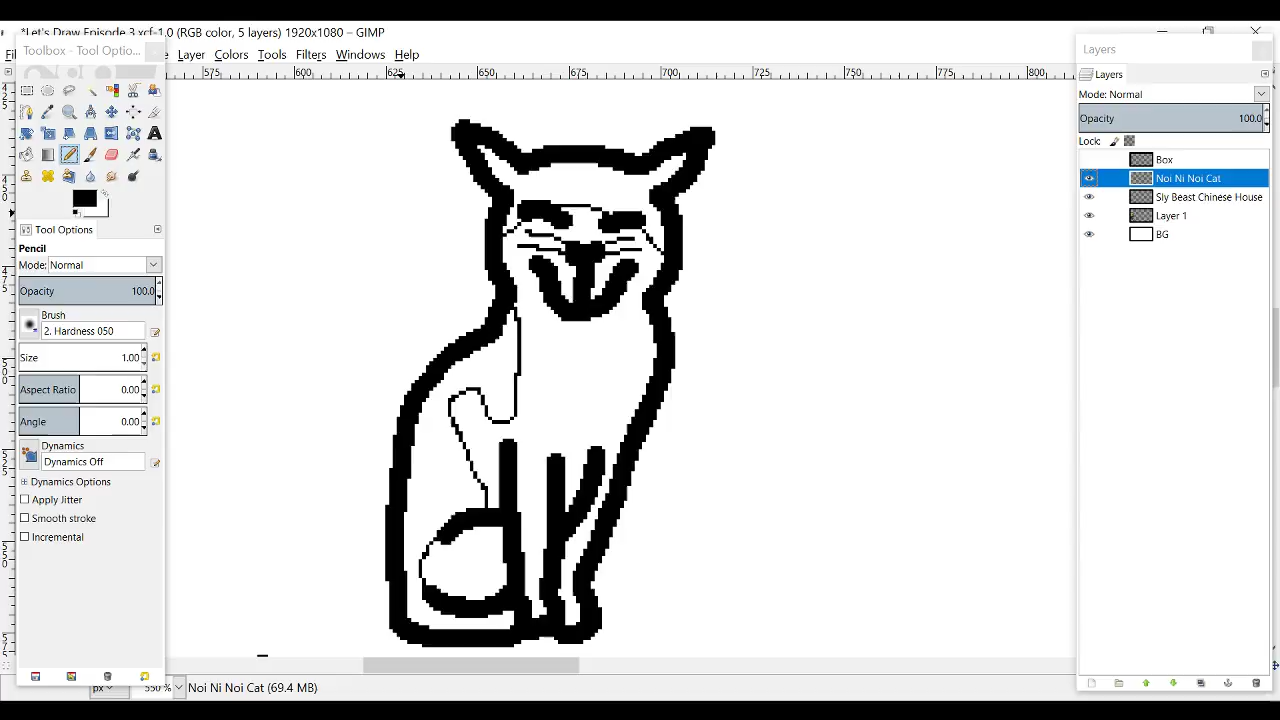 *Let's Draw Episode 3.xcf-1.0 (RGB color, 5 layers) 1920x1080 – GIMP
Layer Colors Tools Filters Windows Help
Toolbox - Tool Optio...
575 600 625 650 675 700 725 750 775 800
Tool Options
Pencil
Mode: Normal
Opacity 100.0
Brush
2. Hardness 050
Size 1.00
Aspect Ratio 0.00
Angle 0.00
Dynamics
Dynamics Off
Dynamics Options
Apply Jitter
Smooth stroke
Incremental
px 550 % Noi Ni Noi Cat (69.4 MB)
Layers
Layers
Mode: Normal
Opacity 100.0
Lock:
Box
Noi Ni Noi Cat
Sly Beast Chinese House
Layer 1
BG